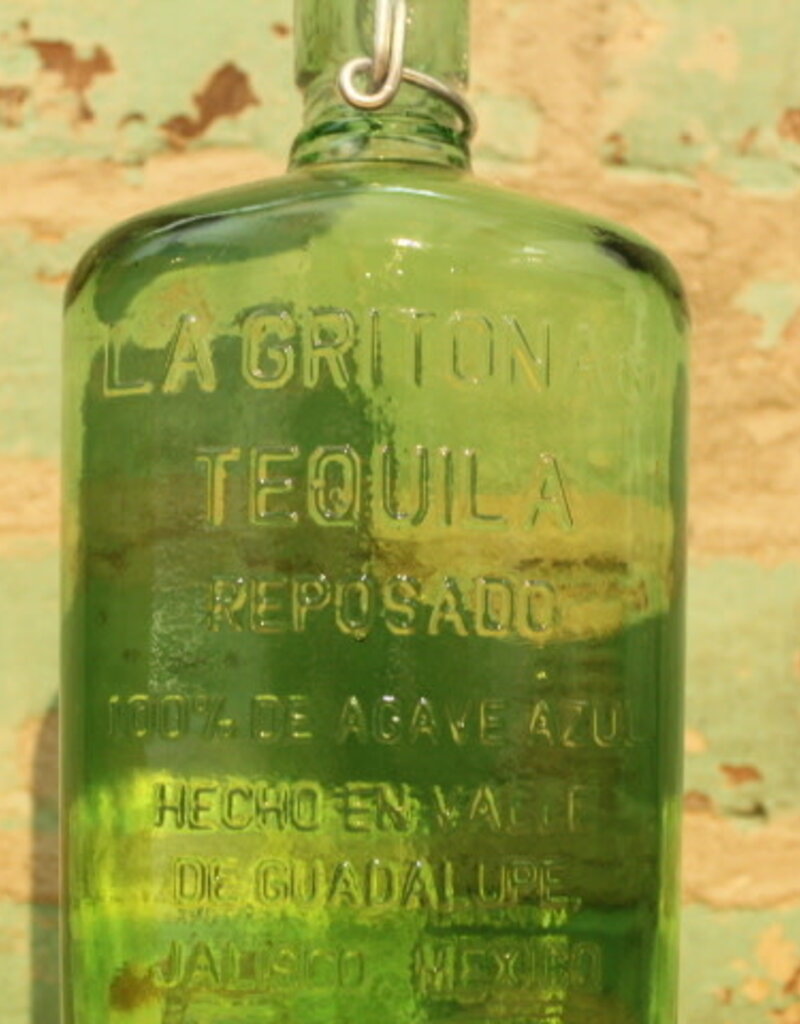 LA GRITONA
TEQUILA
REPOSADO
100% DE AGAVE AZUL
HECHO EN VALLE
DE GUADALUPE,
JALISCO, MEXICO